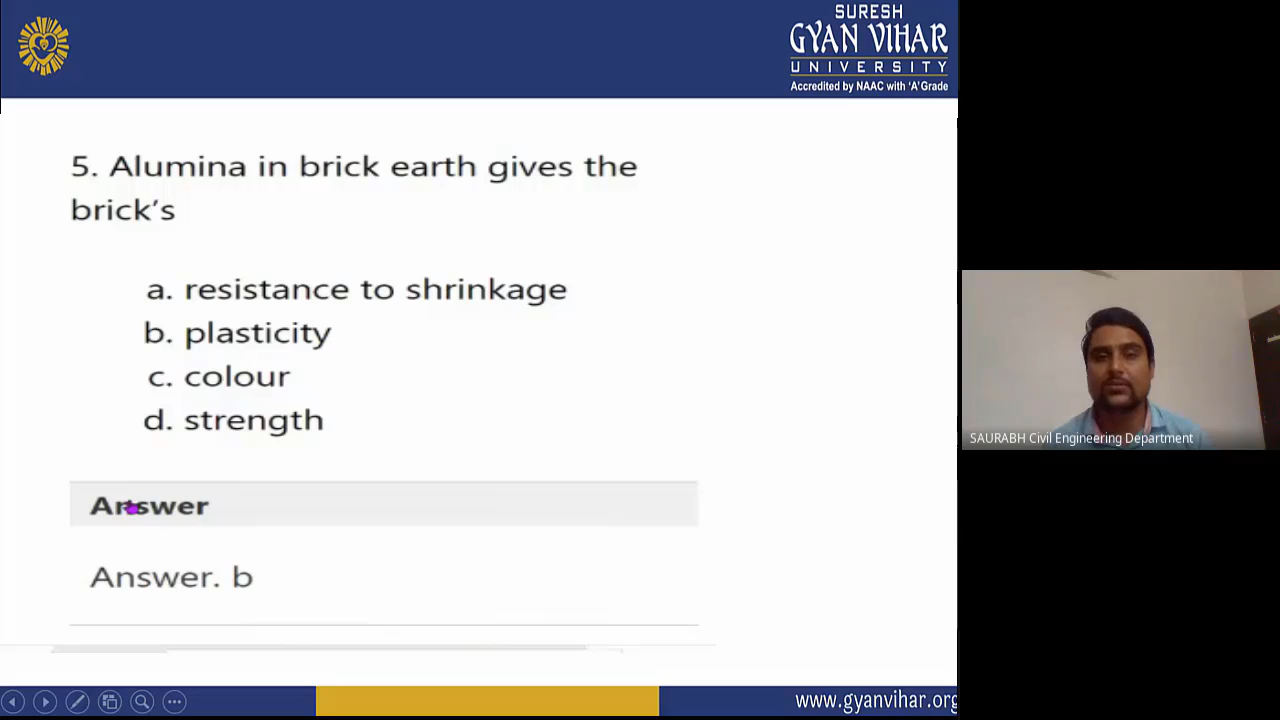 SURESH
GYAN VIHAR
UNIVERSITY
Accredited by NAAC with 'A' Grade
5. Alumina in brick earth gives the
brick's
a. resistance to shrinkage
b. plasticity
c. colour
d. strength
Answer
Answer. b
SAURABH Civil Engineering Department
www.gyanvihar.org